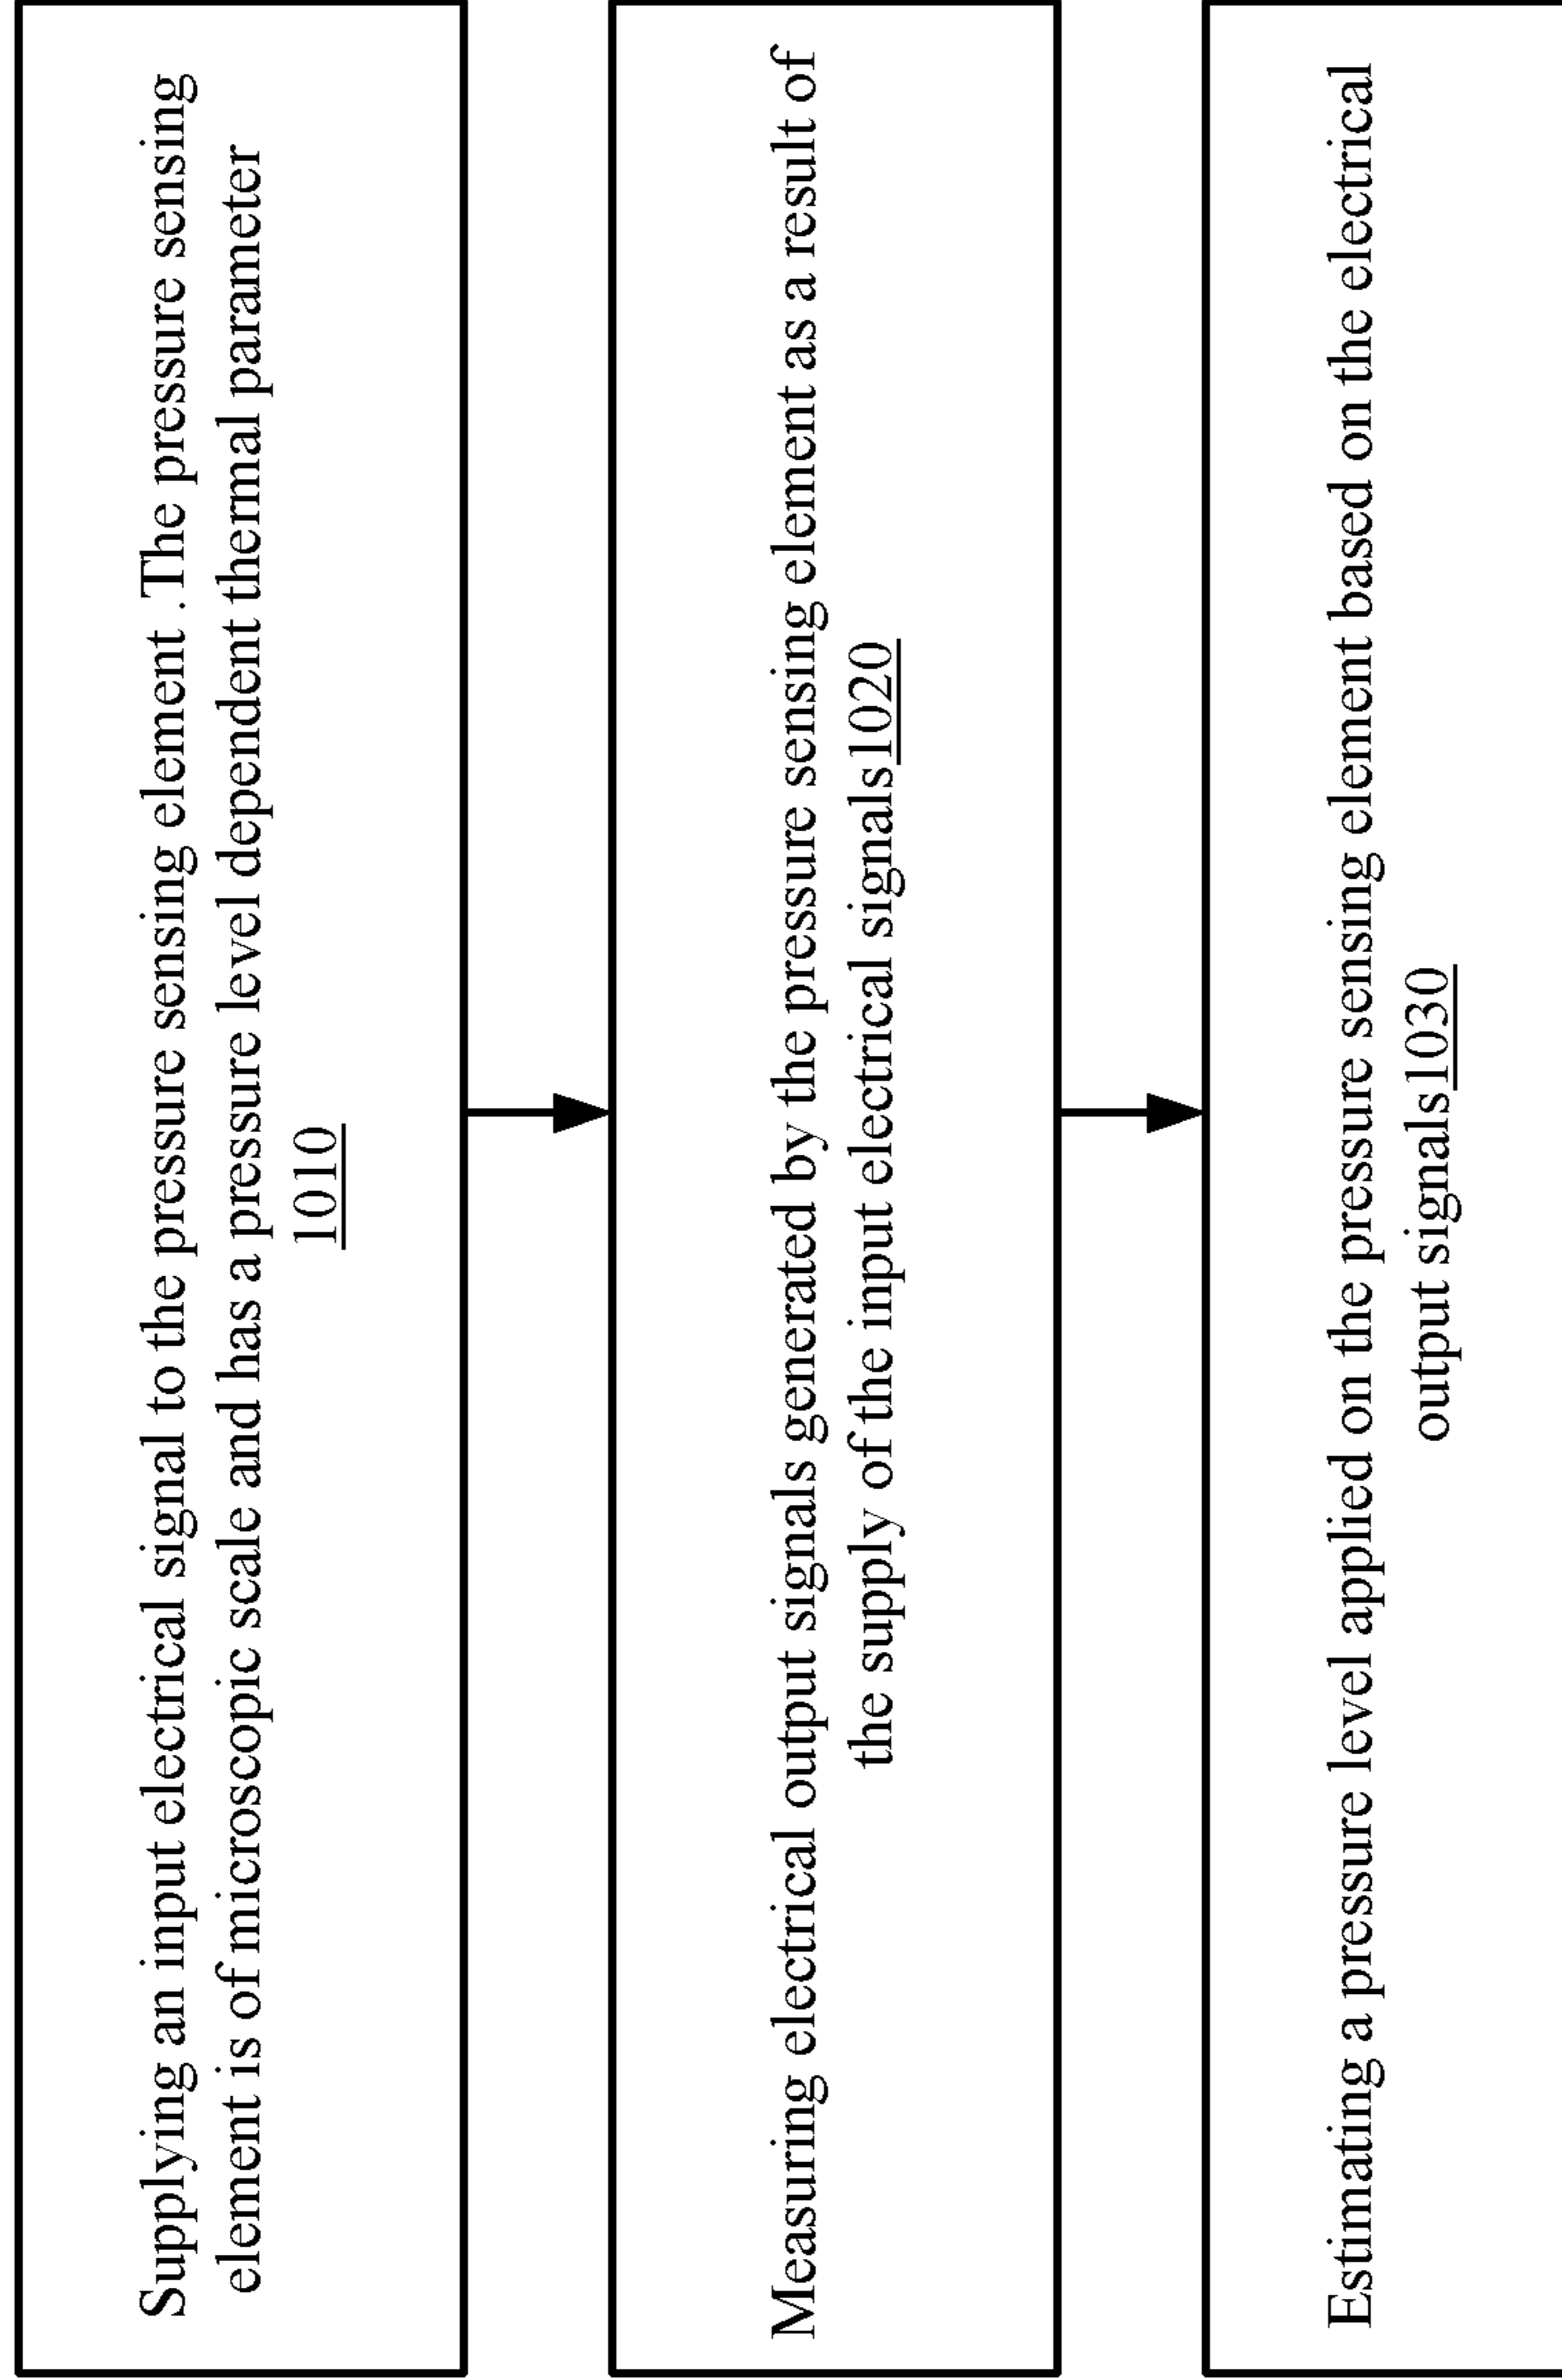 Supplying an input electrical signal to the pressure sensing element .The pressure sensing
element is of microscopic scale and has a pressure level dependent thermal parameter
1010
Measuring electrical output signals generated by the pressure sensing element as a result of
the supply of the input electrical signals1020
Estimating a pressure level applied on the pressure sensing element based on the electrical
output signals1030